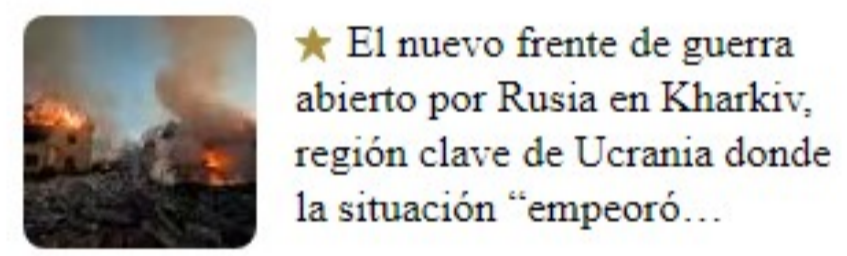 ★ El nuevo frente de guerra
abierto por Rusia en Kharkiv,
región clave de Ucrania donde
la situación “empeoró…